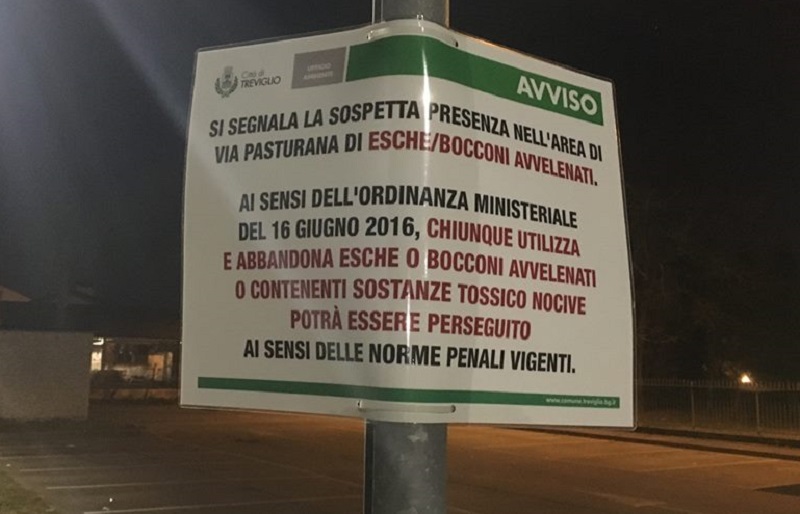 Città di
TREVIGLIO
UFFICIO
AMBIENTE
AVVISO
SI SEGNALA LA SOSPETTA PRESENZA NELL'AREA DI
VIA PASTURANA DI ESCHE/BOCCONI AVVELENATI.
AI SENSI DELL'ORDINANZA MINISTERIALE
DEL 16 GIUGNO 2016, CHIUNQUE UTILIZZA
E ABBANDONA ESCHE O BOCCONI AVVELENATI
O CONTENENTI SOSTANZE TOSSICO NOCIVE
POTRÀ ESSERE PERSEGUITO
AI SENSI DELLE NORME PENALI VIGENTI.
www.comune.treviglio.bg.it